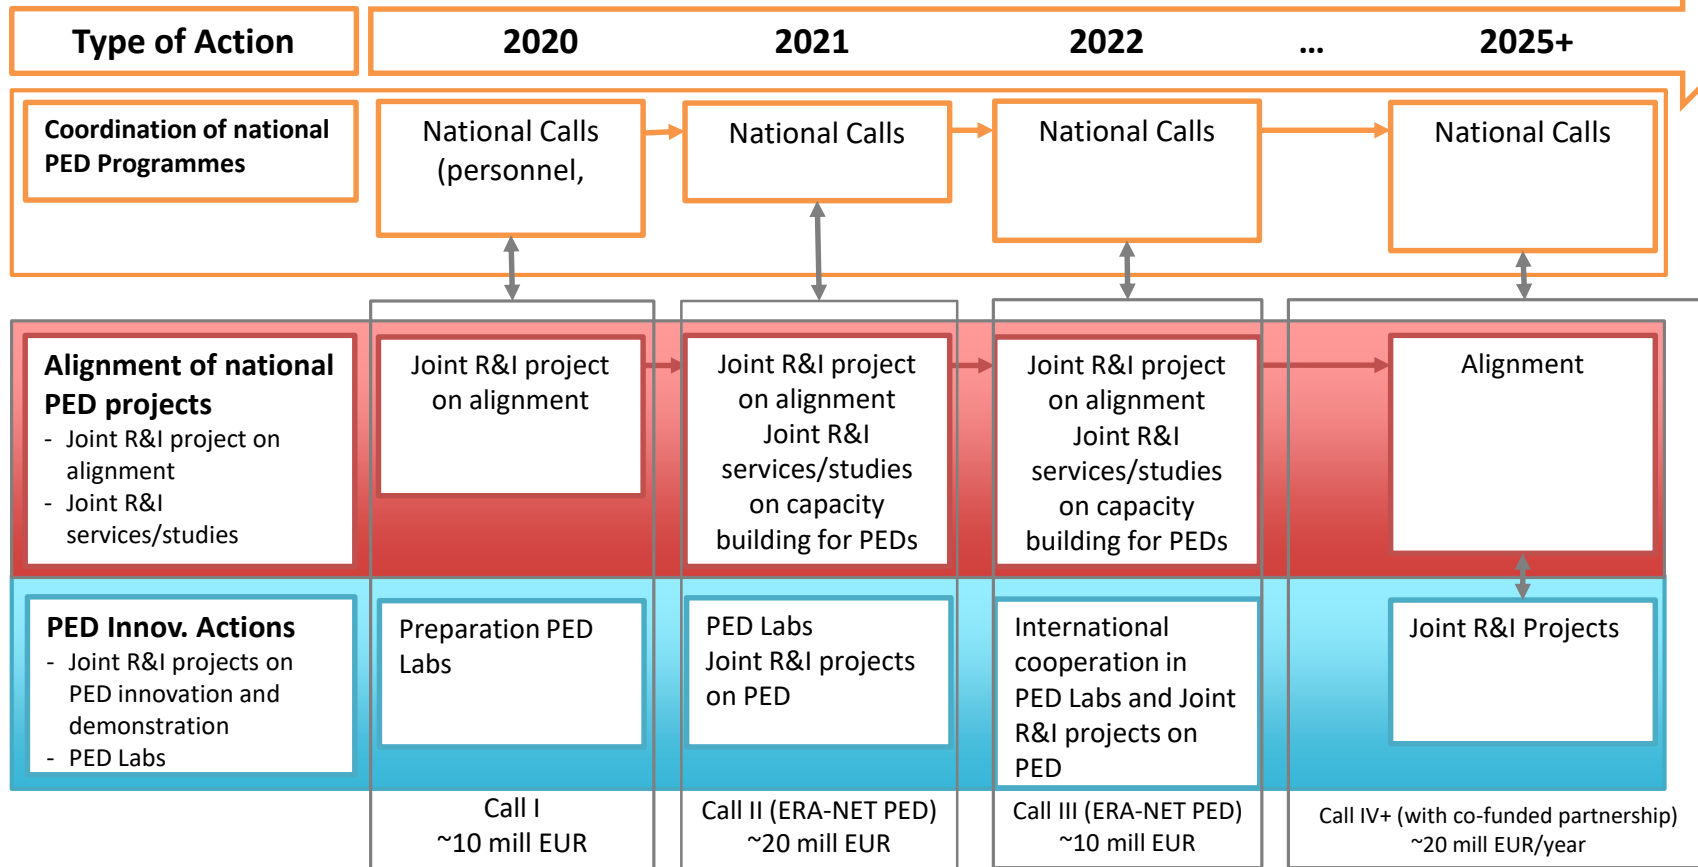 Type of Action
2020
2021
2022
...
2025+
Coordination of national
PED Programmes
National Calls
(personnel,
National Calls
National Calls
National Calls
Alignment of national
PED projects
- Joint R&I project on
alignment
- Joint R&I
services/studies
Joint R&I project
on alignment
Joint R&I project
on alignment
Joint R&I
services/studies
on capacity
building for PEDs
Joint R&I project
on alignment
Joint R&I
services/studies
on capacity
building for PEDs
Alignment
PED Innov. Actions
- Joint R&I projects on
PED innovation and
demonstration
- PED Labs
Preparation PED
Labs
PED Labs
Joint R&I projects
on PED
International
cooperation in
PED Labs and Joint
R&I projects on
PED
Joint R&I Projects
Call I
~10 mill EUR
Call II (ERA-NET PED)
~20 mill EUR
Call III (ERA-NET PED)
~10 mill EUR
Call IV+ (with co-funded partnership)
~20 mill EUR/year